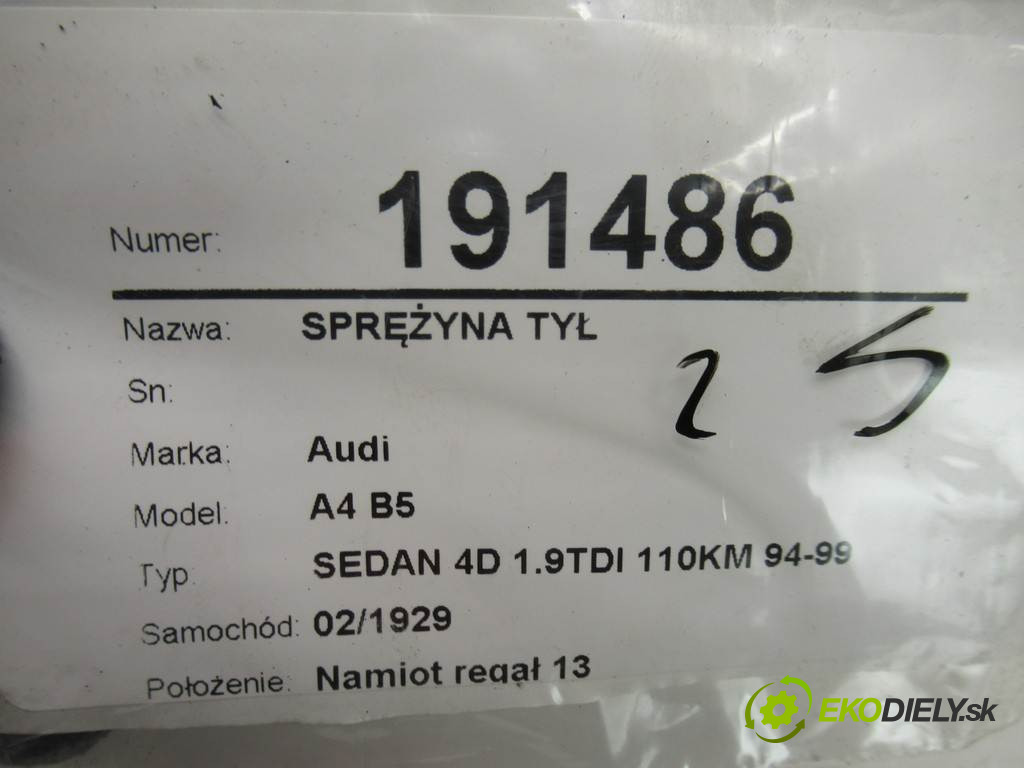 Numer: 191486
Nazwa: SPRĘŻYNA TYŁ
2 5
Sn:
Marka: Audi
Model: A4 B5
Typ: SEDAN 4D 1.9TDI 110KM 94-99
Samochód: 02/1929
Położenie: Namiot regał 13
EKODIELY.sk